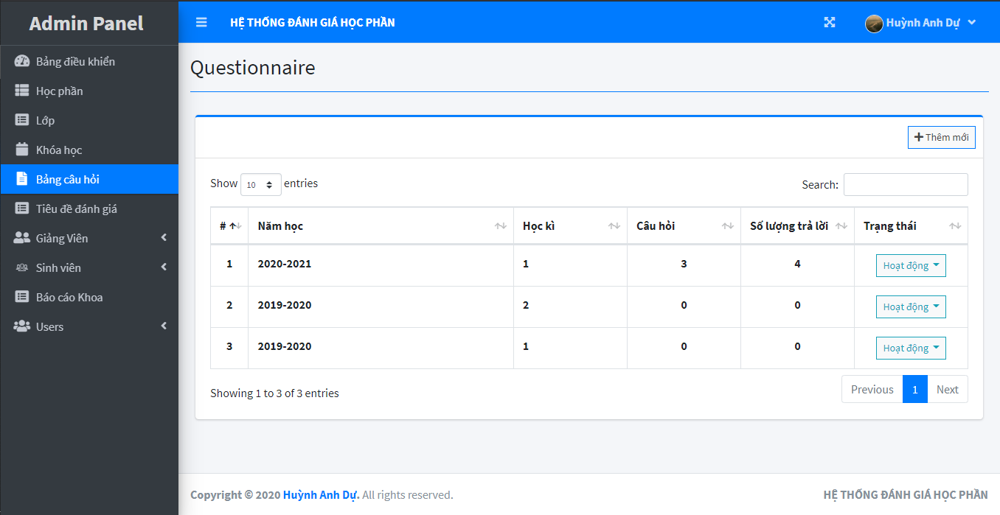 Admin Panel
HỆ THỐNG ĐÁNH GIÁ HỌC PHẦN
Huỳnh Anh Dự
Bảng điều khiển
Học phần
Lớp
Khóa học
Bảng câu hỏi
Tiêu đề đánh giá
Giảng Viên
Sinh viên
Báo cáo Khoa
Users
Questionnaire
Thêm mới
Show 10 entries
Search:
# Năm học Học kì Câu hỏi Số lượng trả lời Trạng thái
1 2020-2021 1 3 4 Hoạt động
2 2019-2020 2 0 0 Hoạt động
3 2019-2020 1 0 0 Hoạt động
Showing 1 to 3 of 3 entries
Previous 1 Next
Copyright © 2020 Huỳnh Anh Dự. All rights reserved.
HỆ THỐNG ĐÁNH GIÁ HỌC PHẦN